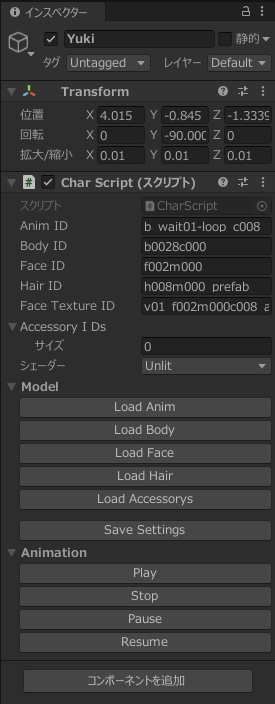 インスペクター
Yuki 静的
タグ Untagged レイヤー Default
Transform
位置 X 4.015 Y -0.845 Z -1.3339
回転 X 0 Y -90.000 Z 0
拡大/縮小 X 0.01 Y 0.01 Z 0.01
Char Script (スクリプト)
スクリプト CharScript
Anim ID b_wait01-loop_c008
Body ID b0028c000
Face ID f002m000
Hair ID h008m000_prefab
Face Texture ID v01_f002m000c008_a
Accessory I Ds
サイズ 0
シェーダー Unlit
Model
Load Anim
Load Body
Load Face
Load Hair
Load Accessorys
Save Settings
Animation
Play
Stop
Pause
Resume
コンポーネントを追加